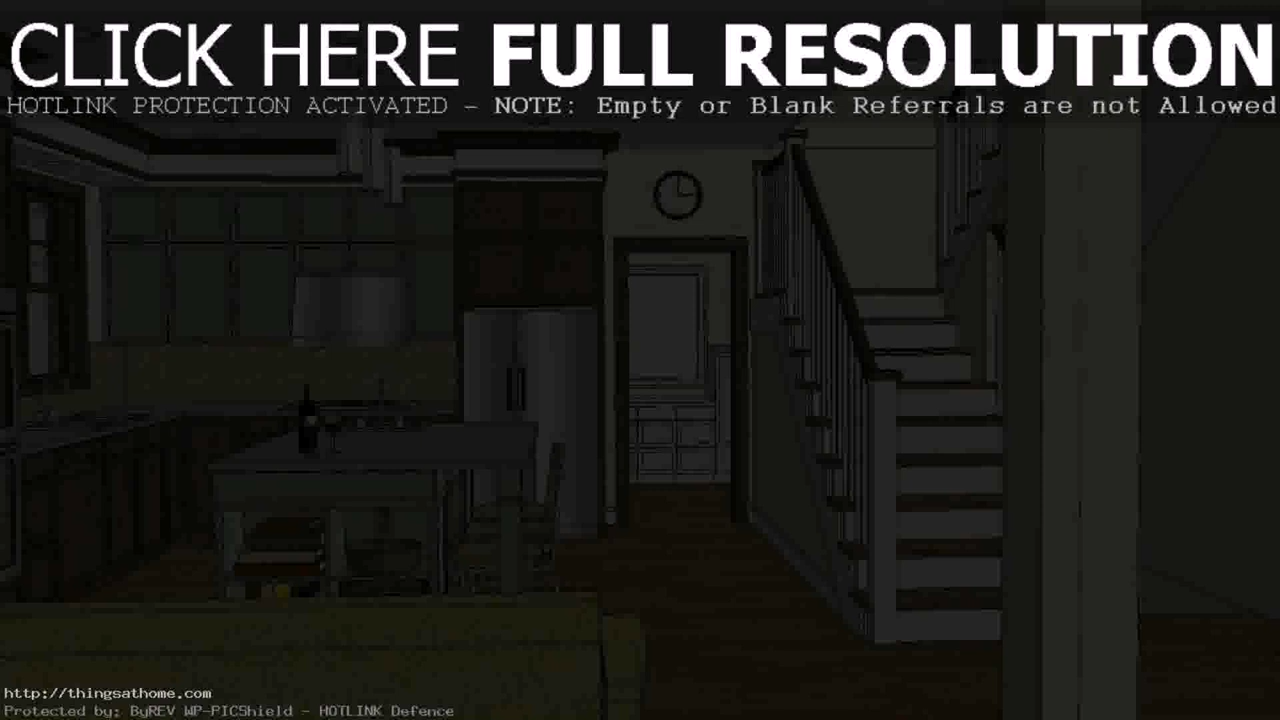 CLICK HERE FULL RESOLUTION
HOTLINK PROTECTION ACTIVATED - NOTE: Empty or Blank Referrals are not Allowed
http://thingsathome.com
Protected by: ByREV WP-PICShield - HOTLINK Defence